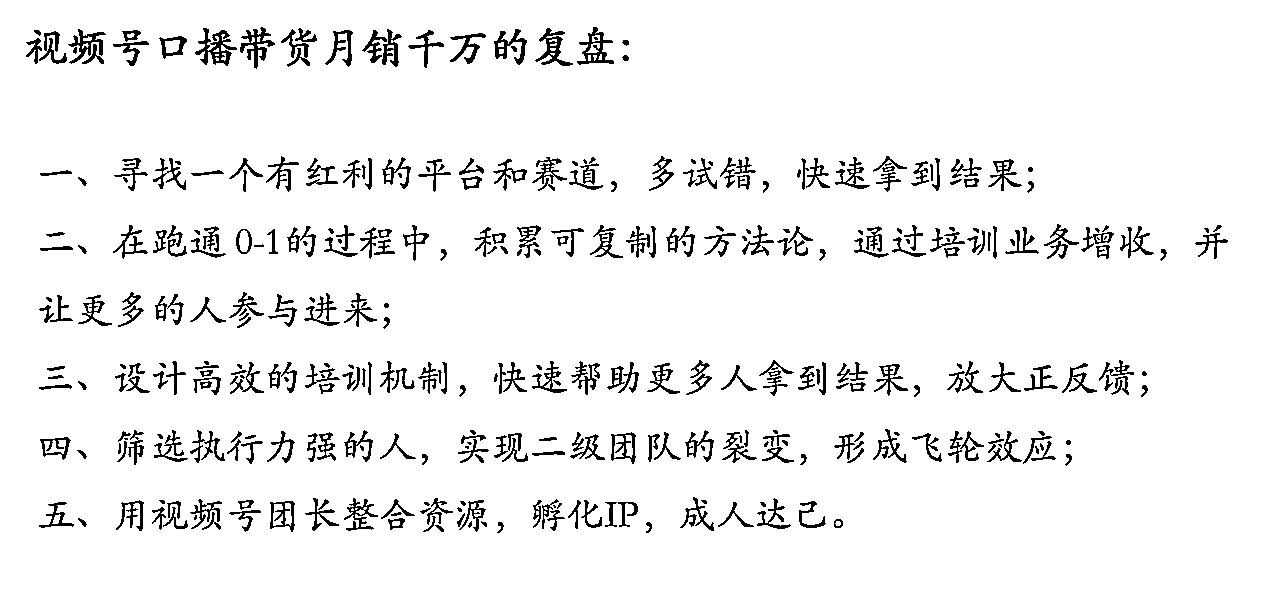 视频号口播带货月销千万的复盘：
一、寻找一个有红利的平台和赛道，多试错，快速拿到结果；
二、在跑通 0-1的过程中，积累可复制的方法论，通过培训业务增收，并
让更多的人参与进来；
三、设计高效的培训机制，快速帮助更多人拿到结果，放大正反馈；
四、筛选执行力强的人，实现二级团队的裂变，形成飞轮效应；
五、用视频号团长整合资源，孵化IP，成人达己。